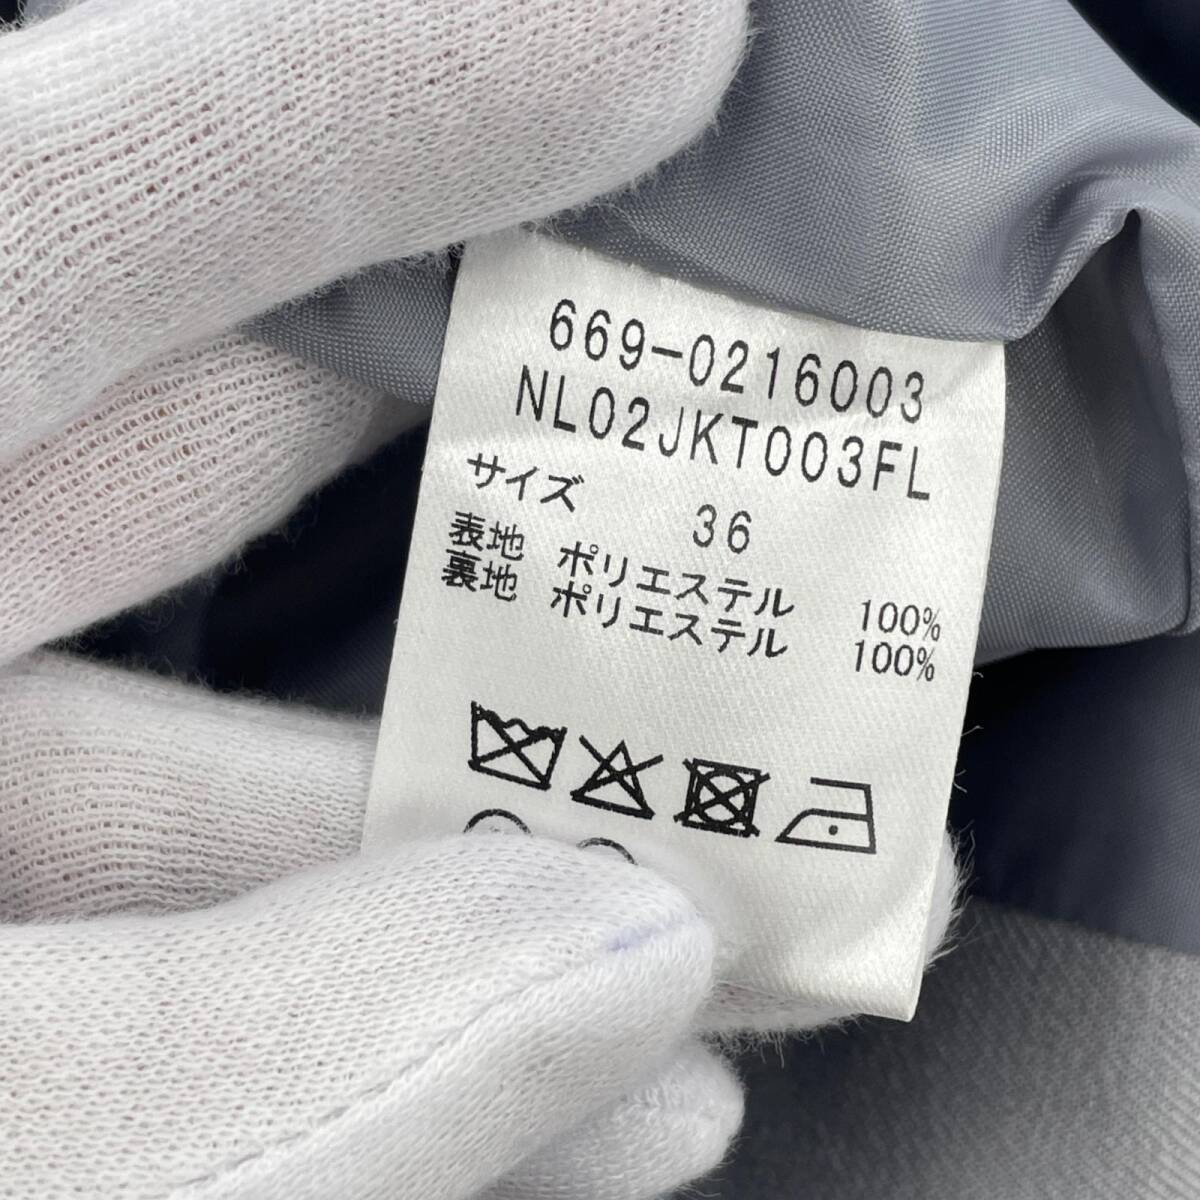 669-0216003
NL02JKT003FL
サイズ 36
表地 ポリエステル 100%
裏地 ポリエステル 100%